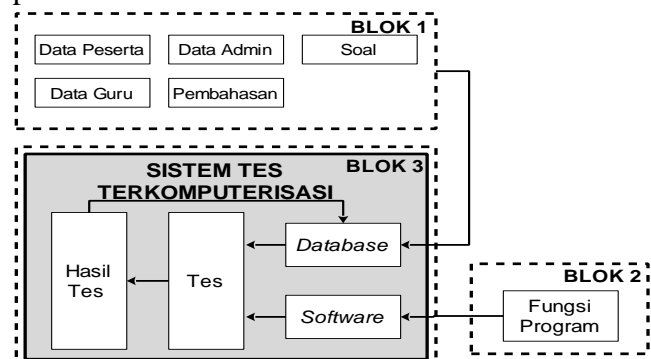 BLOK 1
Data Peserta
Data Admin
Soal
Data Guru
Pembahasan
SISTEM TES
TERKOMPUTERISASI
BLOK 3
Hasil
Tes
Tes
Database
Software
BLOK 2
Fungsi
Program